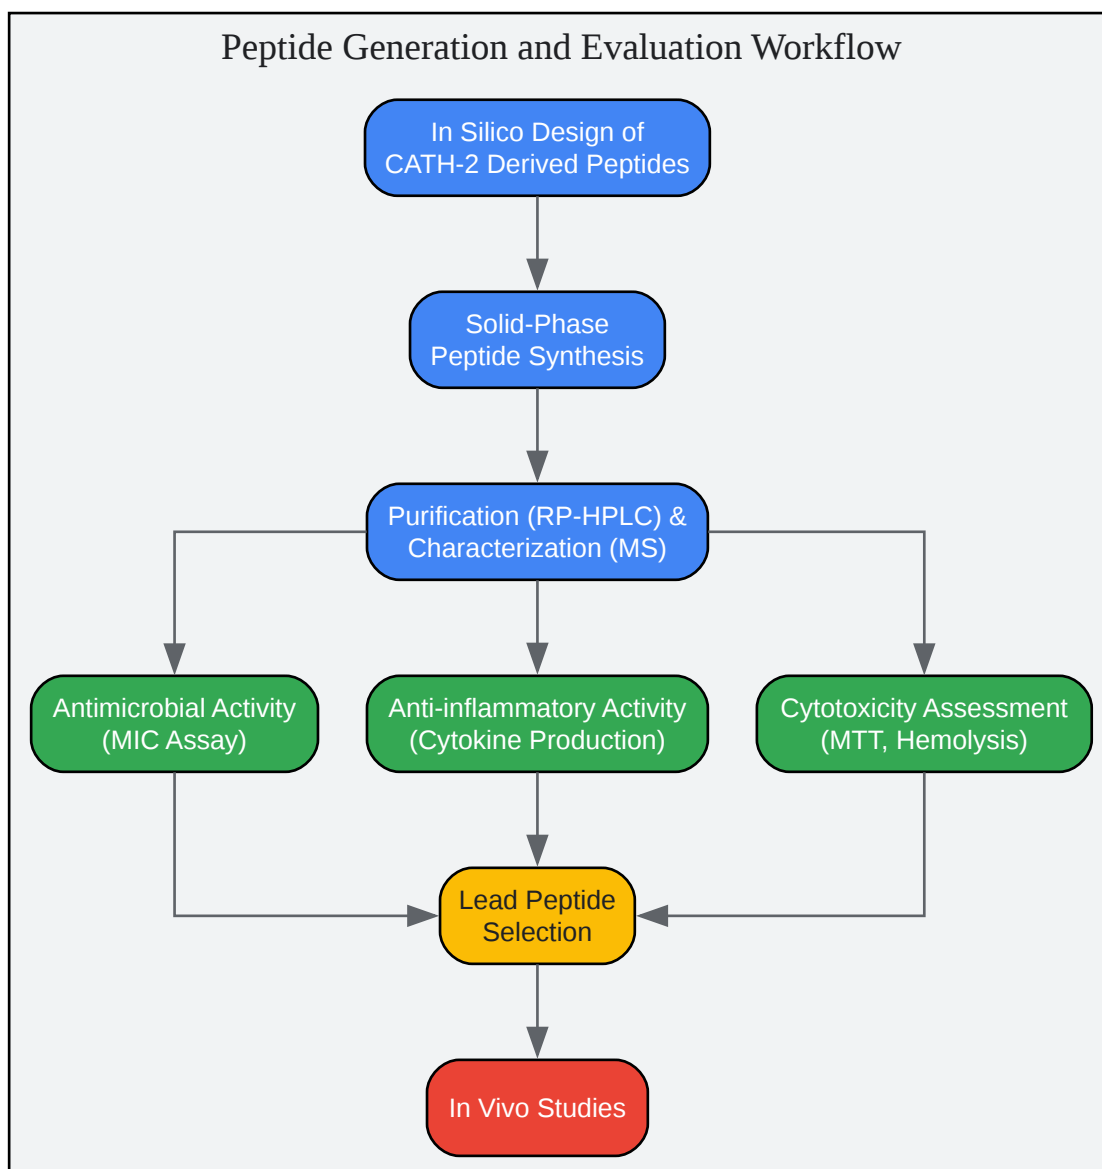 Peptide Generation and Evaluation Workflow
In Silico Design of
CATH-2 Derived Peptides
Solid-Phase
Peptide Synthesis
Purification (RP-HPLC) &
Characterization (MS)
Antimicrobial Activity
(MIC Assay)
Anti-inflammatory Activity
(Cytokine Production)
Cytotoxicity Assessment
(MTT, Hemolysis)
Lead Peptide
Selection
In Vivo Studies